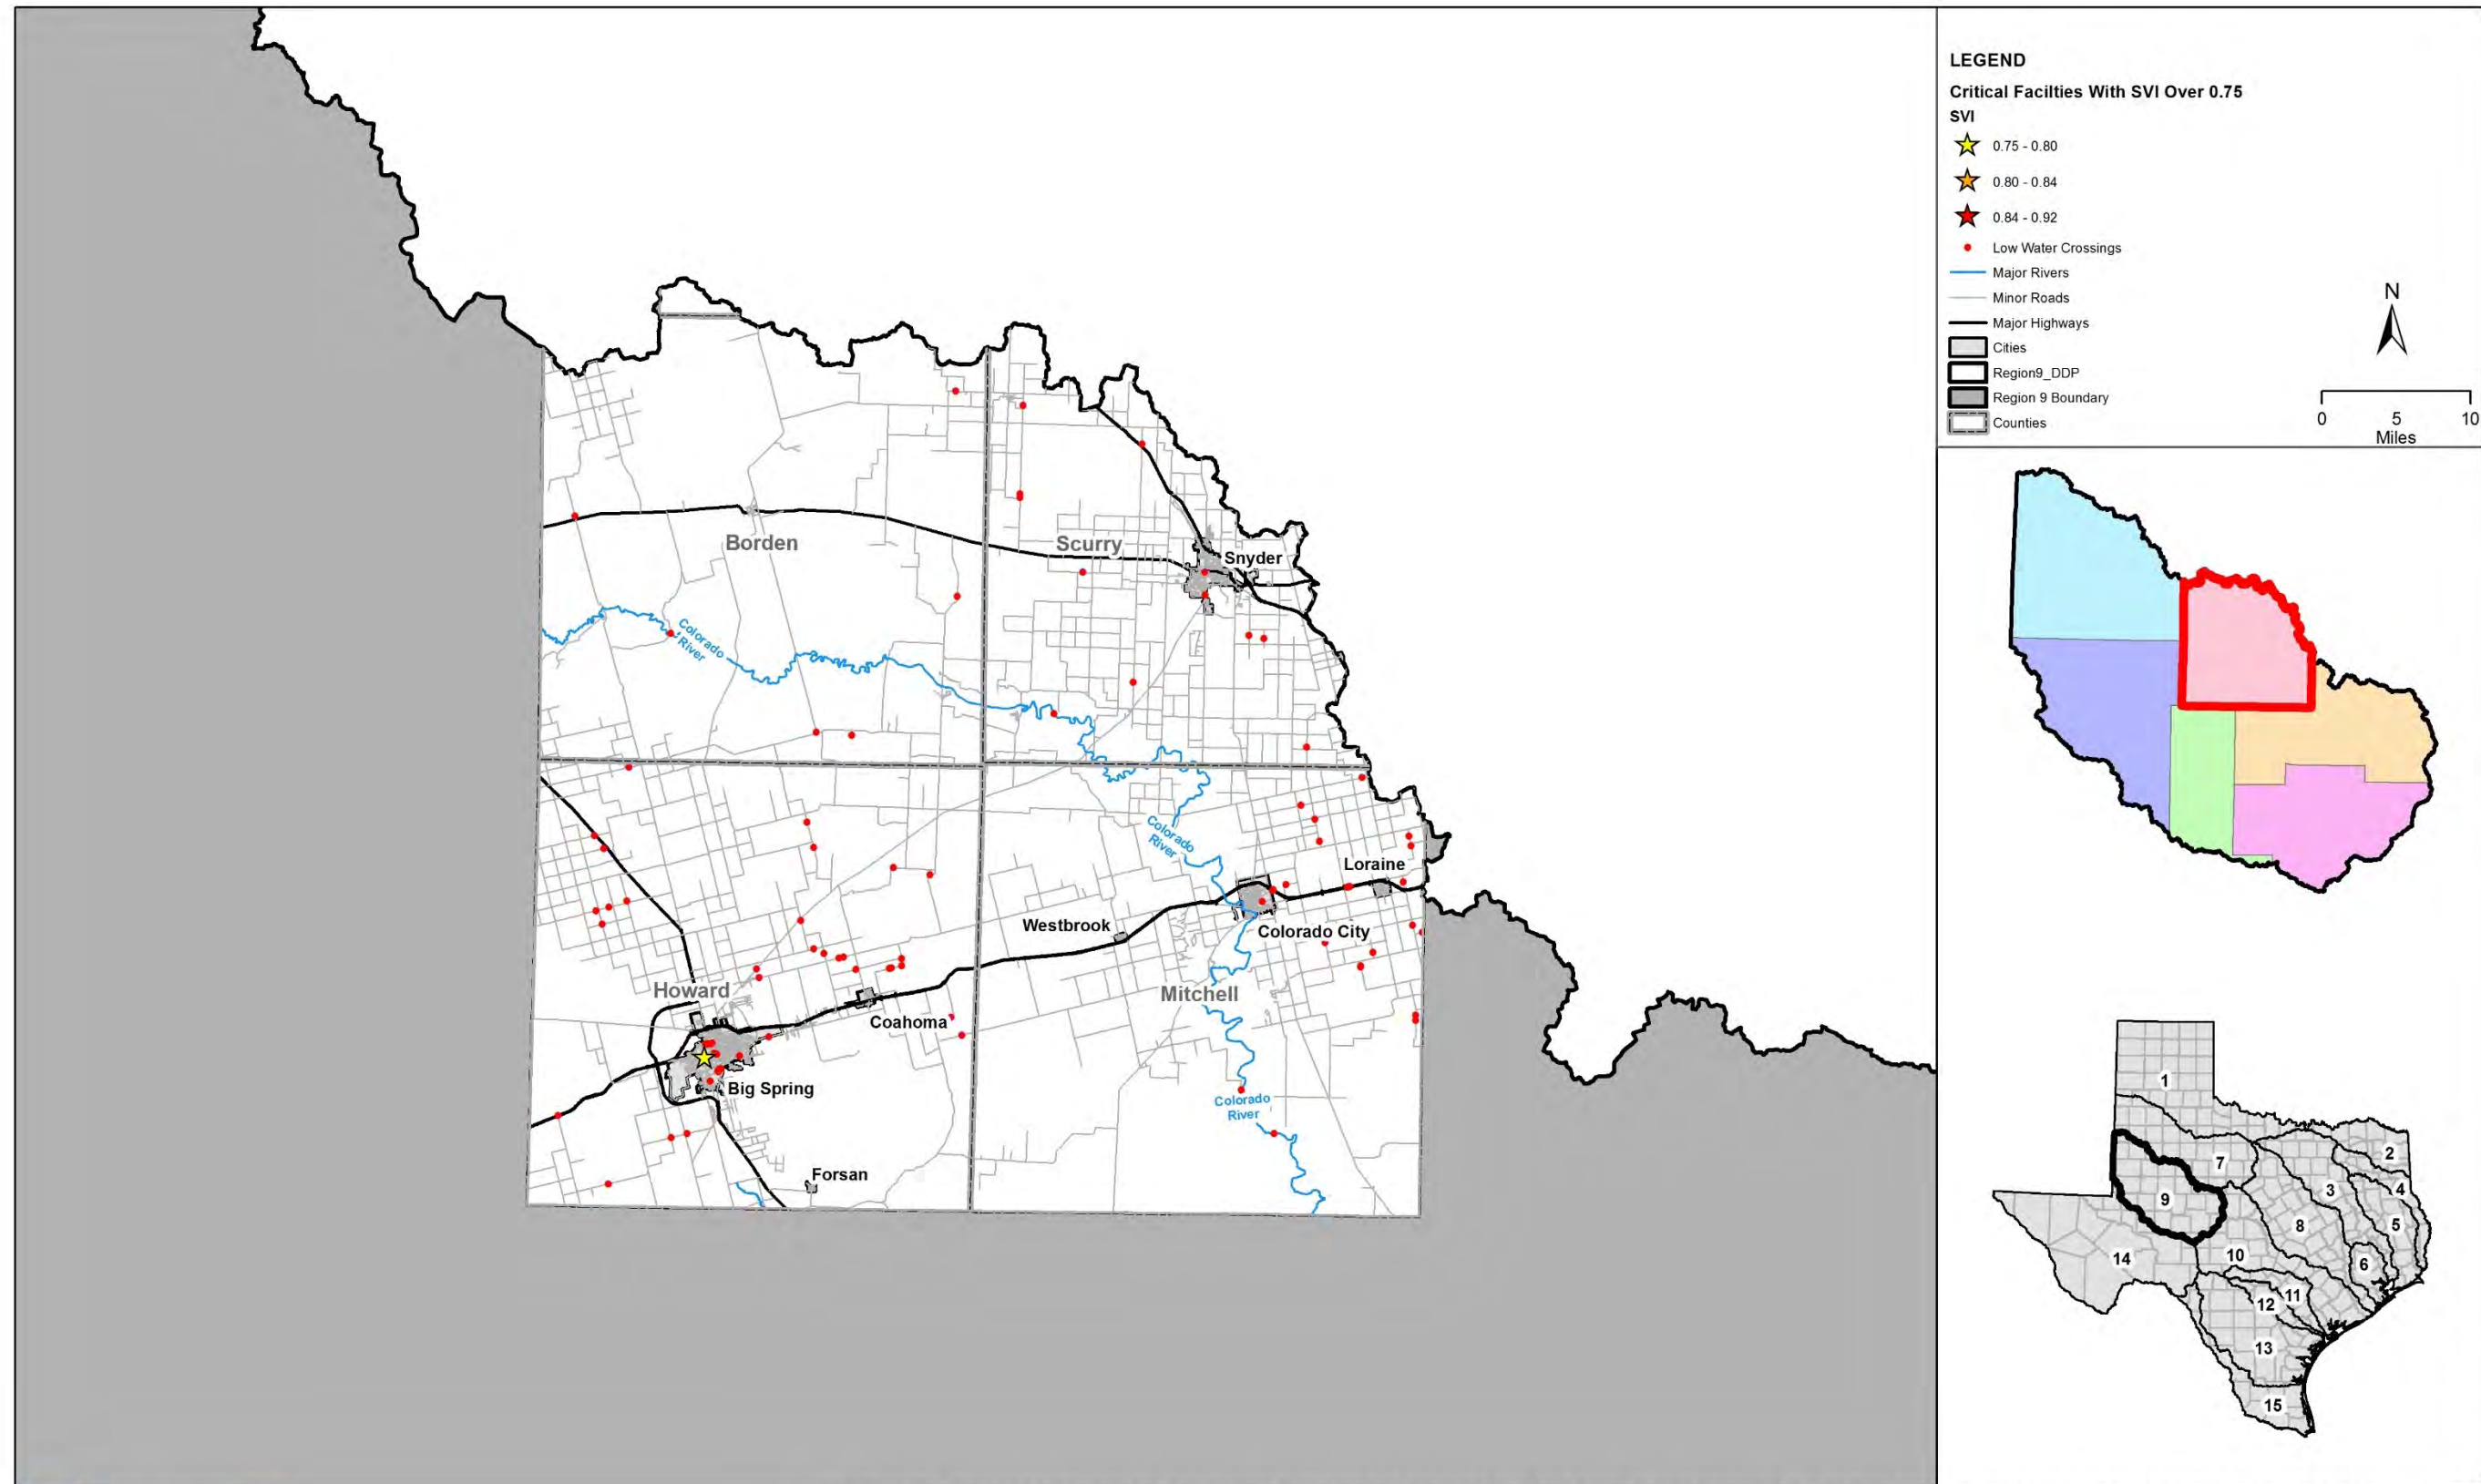 LEGEND
Critical Facilties With SVI Over 0.75
SVI
0.75 - 0.80
0.80 - 0.84
0.84 - 0.92
Low Water Crossings
Major Rivers
Minor Roads
Major Highways
Cities
Region9_DDP
Region 9 Boundary
Counties
N
0 5 10
Miles
Borden
Scurry
Snyder
Colorado
River
Colorado
River
Loraine
Westbrook
Colorado City
Howard
Mitchell
Coahoma
Big Spring
Colorado
River
Forsan
1
2
7
3
4
9
8
5
10
14
6
11
12
13
15